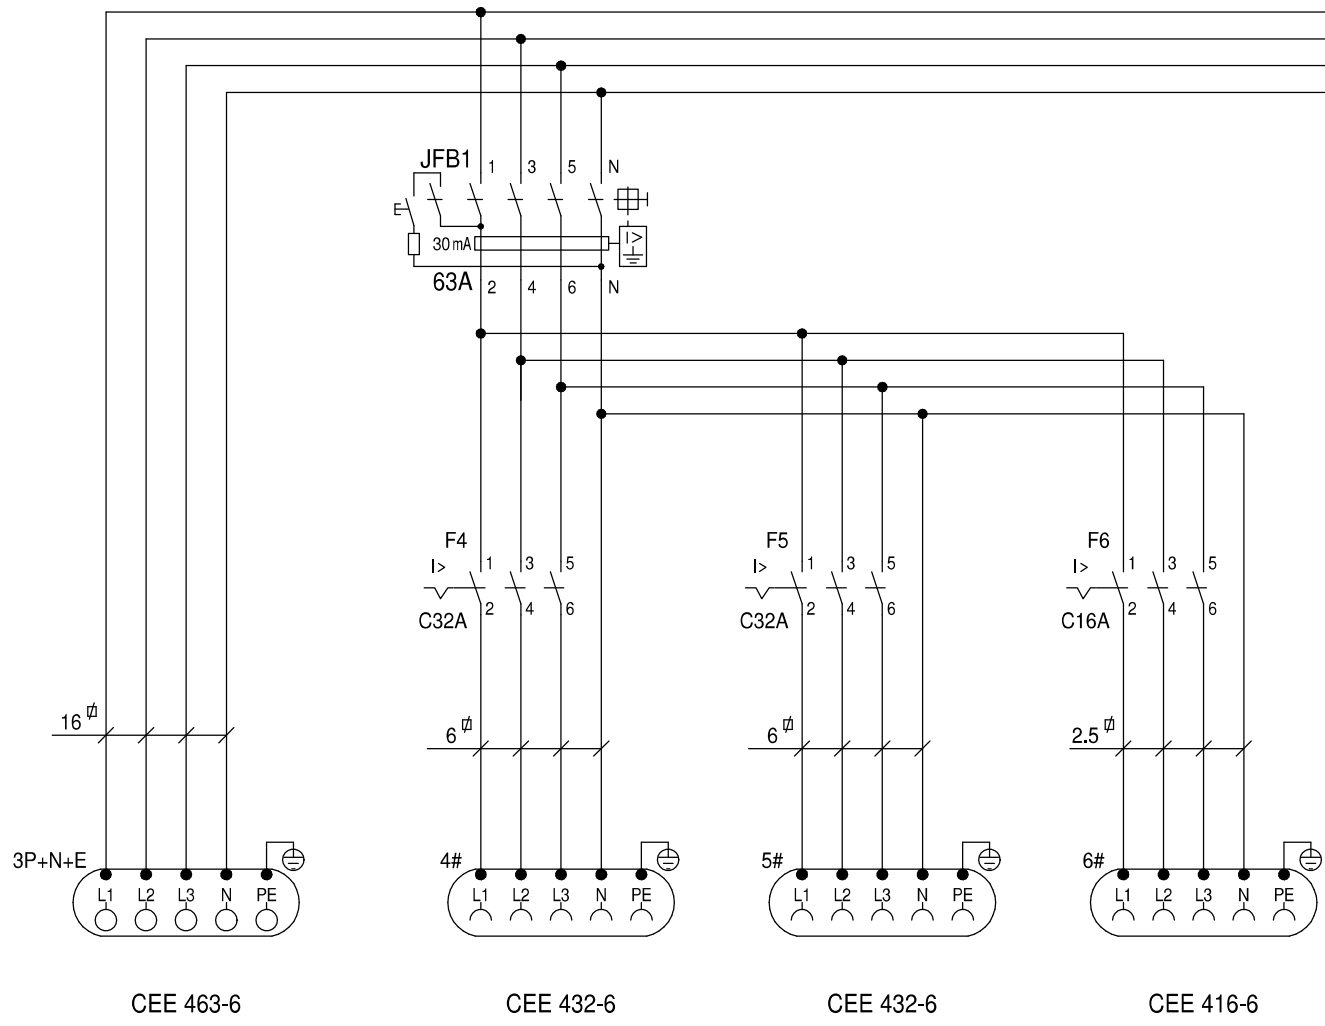 JFB1 1 3 5 N
30 mA I>
63A 2 4 6 N
F4 F5 F6
I> 1 3 5 I> 1 3 5 I> 1 3 5
C32A 2 4 6 C32A 2 4 6 C16A 2 4 6
16 6 6 2.5
3P+N+E 4# 5# 6#
L1 L2 L3 N PE L1 L2 L3 N PE L1 L2 L3 N PE L1 L2 L3 N PE
CEE 463-6 CEE 432-6 CEE 432-6 CEE 416-6